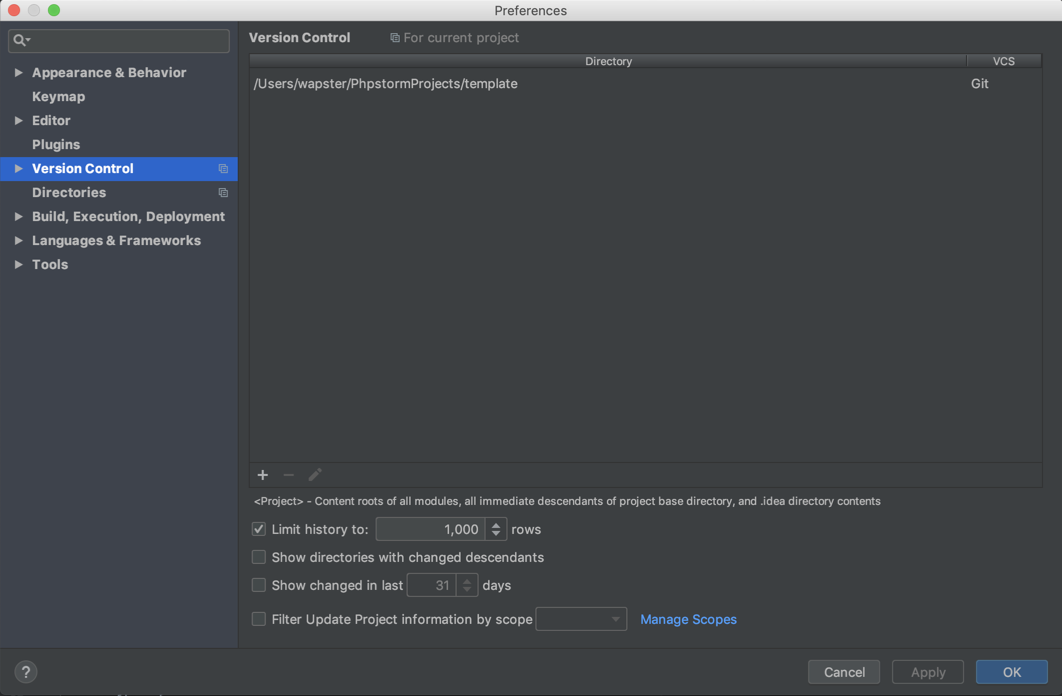 Preferences
Appearance & Behavior
Keymap
Editor
Plugins
Version Control
Directories
Build, Execution, Deployment
Languages & Frameworks
Tools
Version Control For current project
Directory VCS
/Users/wapster/PhpstormProjects/template Git
<Project> - Content roots of all modules, all immediate descendants of project base directory, and .idea directory contents
Limit history to: 1,000 rows
Show directories with changed descendants
Show changed in last 31 days
Filter Update Project information by scope Manage Scopes
? Cancel Apply OK